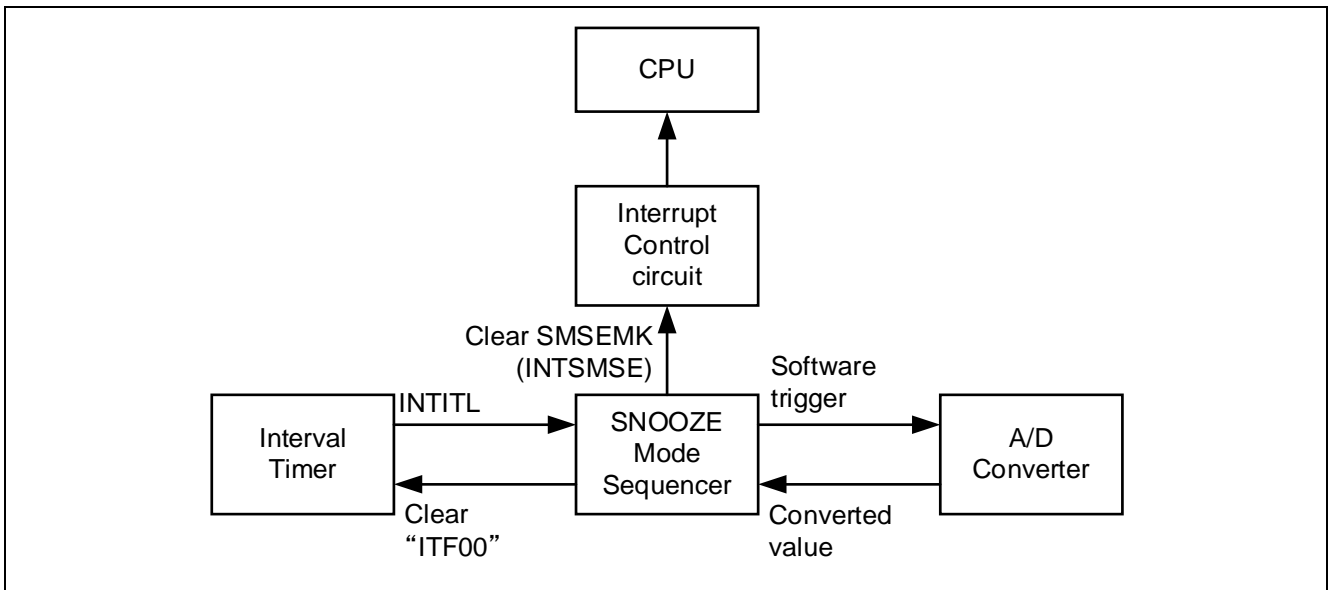 CPU
Interrupt
Control
circuit
Clear SMSEMK
(INTSMSE)
Software
trigger
INTITL
Interval
Timer
SNOOZE
Mode
Sequencer
A/D
Converter
Clear
“ITF00”
Converted
value